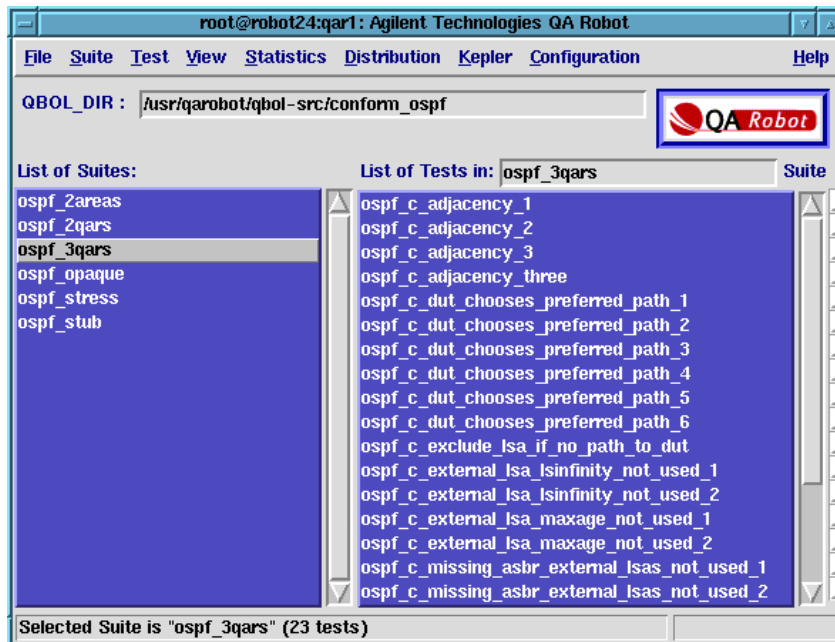 root@robot24:qar1: Agilent Technologies QA Robot
File Suite Test View Statistics Distribution Kepler Configuration Help
QBOL_DIR : /usr/qarobot/qbol-src/conform_ospf
QA Robot
List of Suites:
ospf_2areas
ospf_2qars
ospf_3qars
ospf_opaque
ospf_stress
ospf_stub
List of Tests in: ospf_3qars Suite
ospf_c_adjacency_1
ospf_c_adjacency_2
ospf_c_adjacency_3
ospf_c_adjacency_three
ospf_c_dut_chooses_preferred_path_1
ospf_c_dut_chooses_preferred_path_2
ospf_c_dut_chooses_preferred_path_3
ospf_c_dut_chooses_preferred_path_4
ospf_c_dut_chooses_preferred_path_5
ospf_c_dut_chooses_preferred_path_6
ospf_c_exclude_lsa_if_no_path_to_dut
ospf_c_external_lsa_lsinfinity_not_used_1
ospf_c_external_lsa_lsinfinity_not_used_2
ospf_c_external_lsa_maxage_not_used_1
ospf_c_external_lsa_maxage_not_used_2
ospf_c_missing_asbr_external_lsas_not_used_1
ospf_c_missing_asbr_external_lsas_not_used_2
Selected Suite is "ospf_3qars" (23 tests)